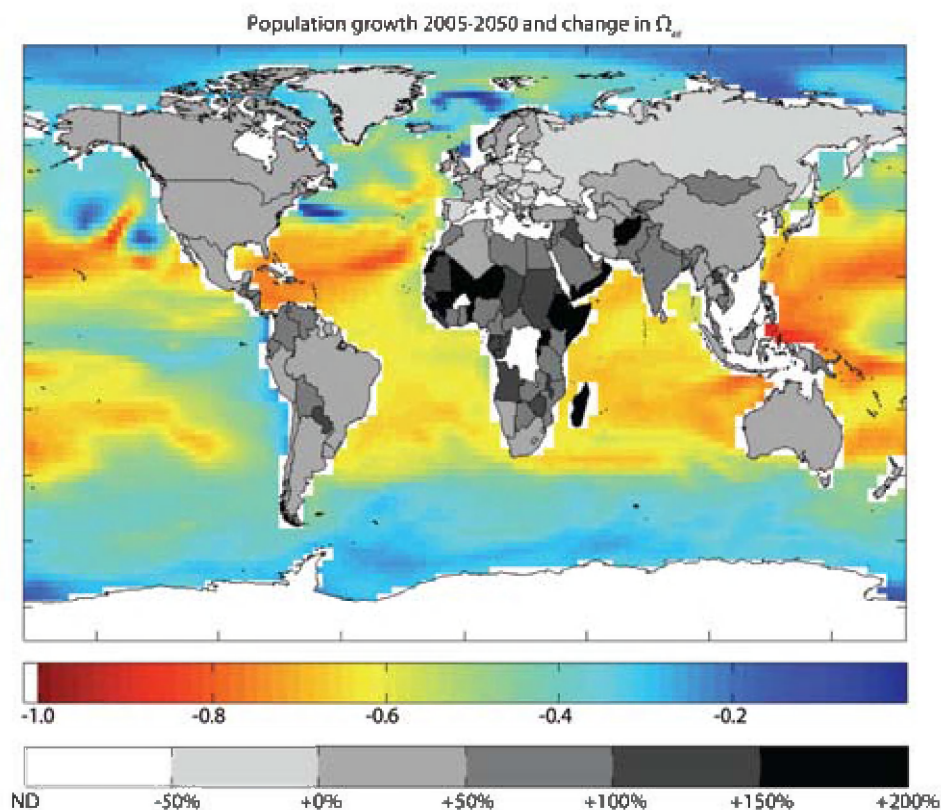 Population growth 2005-2050 and change in Ωar
-1.0 -0.8 -0.6 -0.4 -0.2
ND -50% +0% +50% +100% +150% +200%